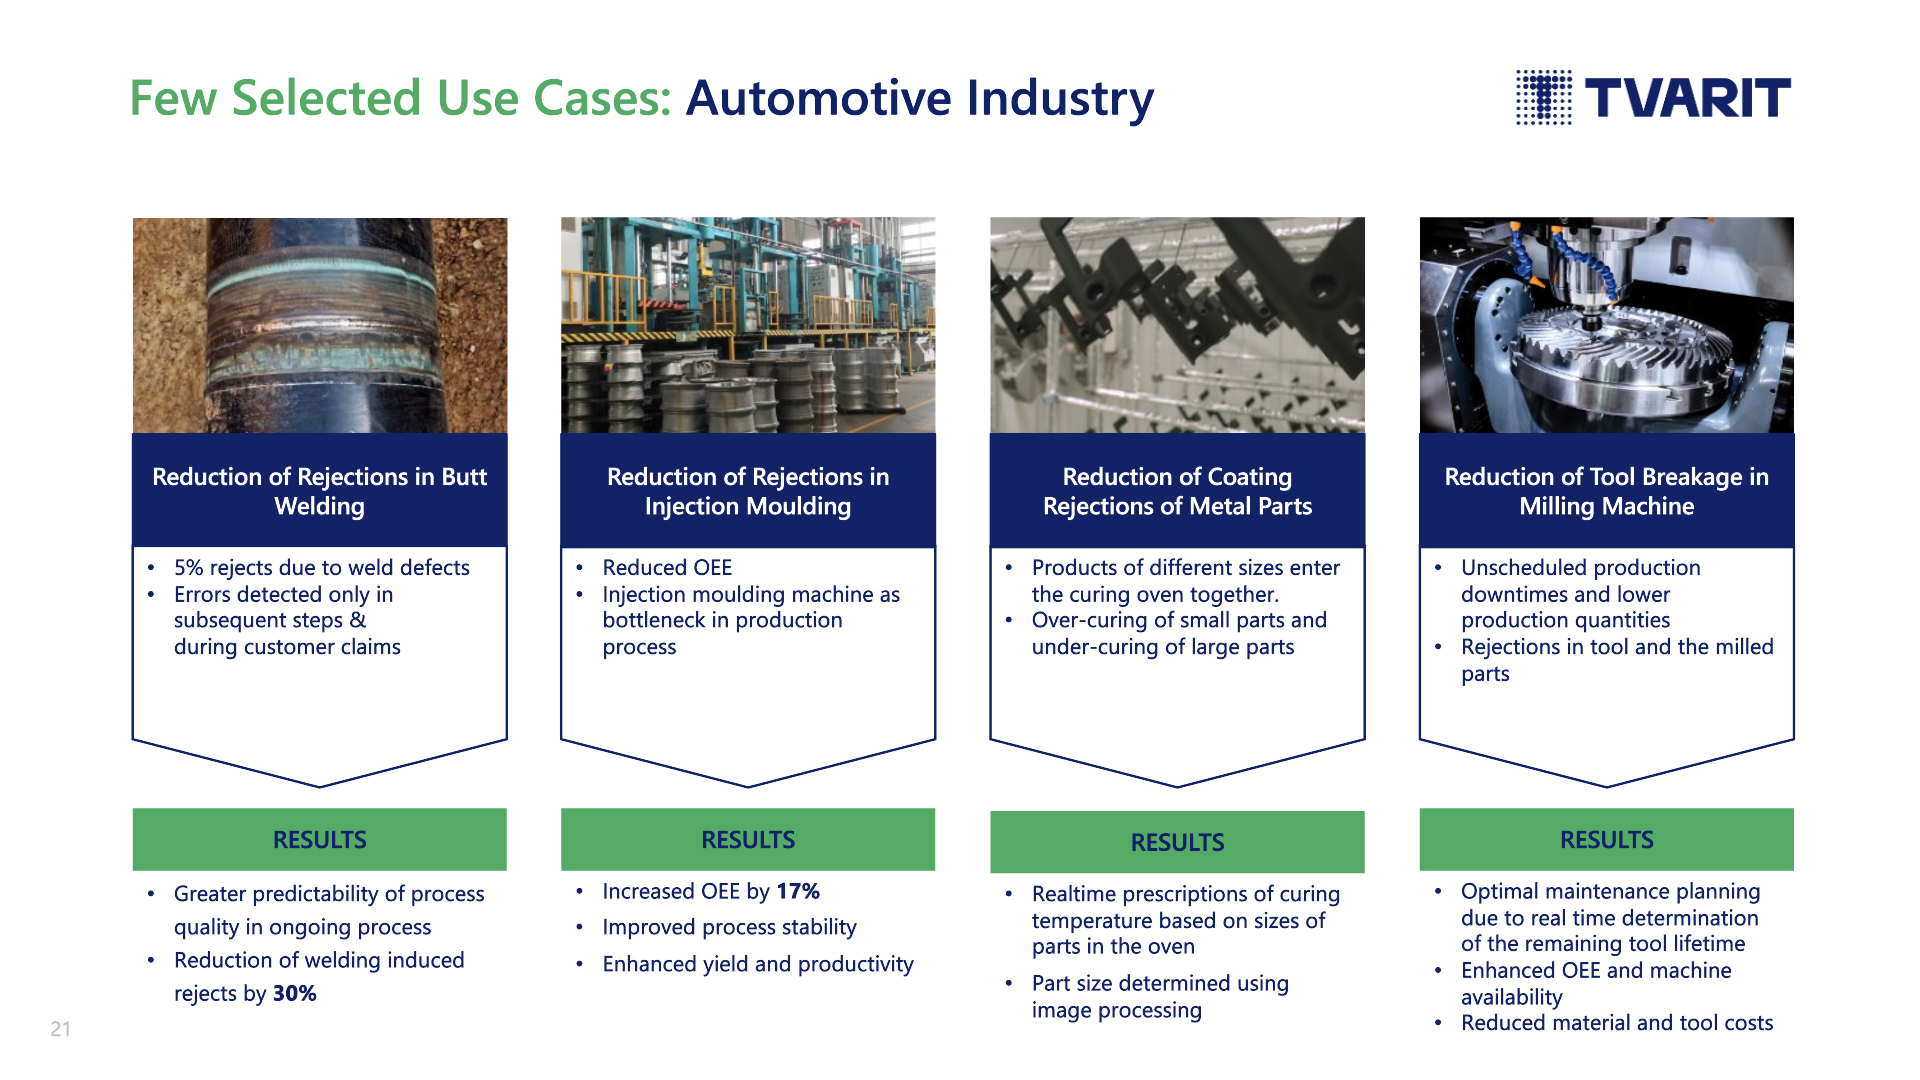 Few Selected Use Cases: Automotive Industry
TVARIT
Reduction of Rejections in Butt
Welding
• 5% rejects due to weld defects
• Errors detected only in
subsequent steps &
during customer claims
RESULTS
• Greater predictability of process
quality in ongoing process
• Reduction of welding induced
rejects by 30%
Reduction of Rejections in
Injection Moulding
• Reduced OEE
• Injection moulding machine as
bottleneck in production
process
RESULTS
• Increased OEE by 17%
• Improved process stability
• Enhanced yield and productivity
Reduction of Coating
Rejections of Metal Parts
• Products of different sizes enter
the curing oven together.
• Over-curing of small parts and
under-curing of large parts
RESULTS
• Realtime prescriptions of curing
temperature based on sizes of
parts in the oven
• Part size determined using
image processing
Reduction of Tool Breakage in
Milling Machine
• Unscheduled production
downtimes and lower
production quantities
• Rejections in tool and the milled
parts
RESULTS
• Optimal maintenance planning
due to real time determination
of the remaining tool lifetime
• Enhanced OEE and machine
availability
• Reduced material and tool costs
21